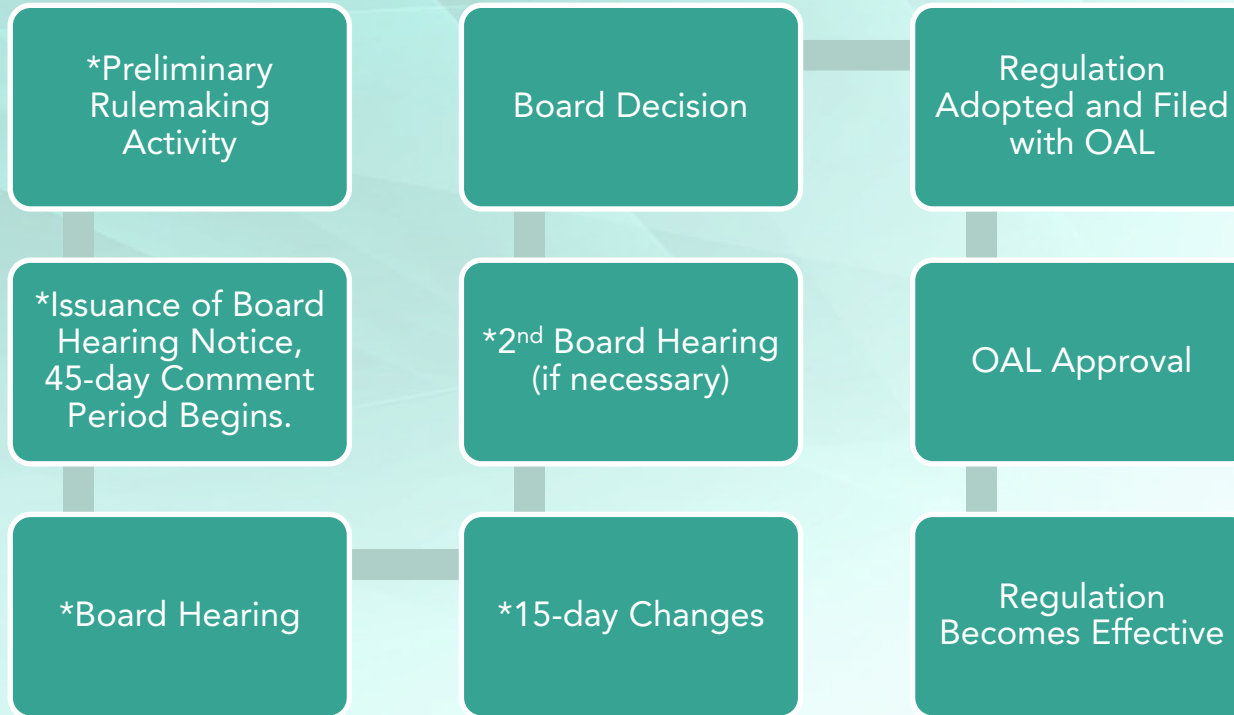 *Preliminary
Rulemaking
Activity
*Issuance of Board
Hearing Notice,
45-day Comment
Period Begins.
*Board Hearing
*15-day Changes
*2nd Board Hearing
(if necessary)
Board Decision
Regulation
Adopted and Filed
with OAL
OAL Approval
Regulation
Becomes Effective